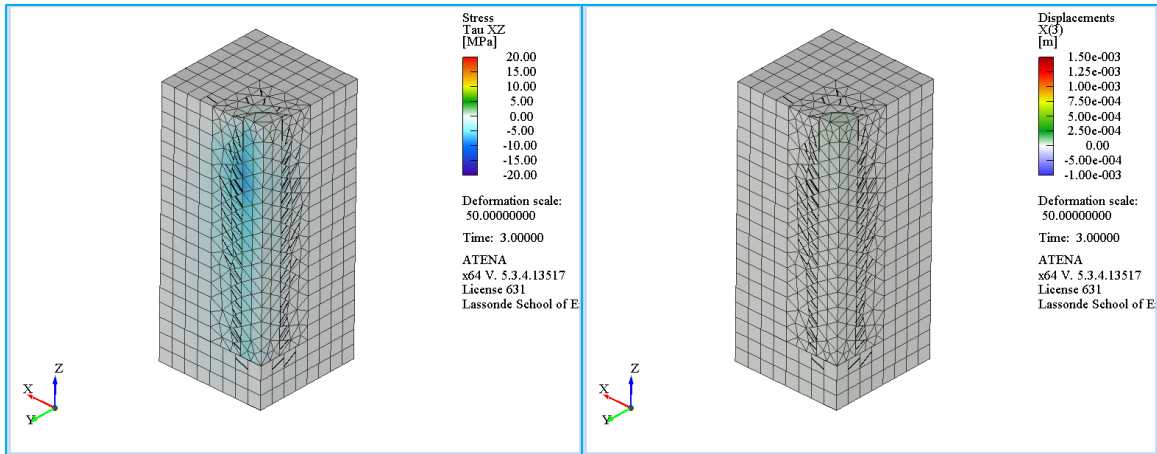 Stress
Tau XZ
[MPa]
20.00
15.00
10.00
5.00
0.00
-5.00
-10.00
-15.00
-20.00
Deformation scale:
50.00000000
Time: 3.00000
ATENA
x64 V. 5.3.4.13517
License 631
Lassonde School of E
Z
X
Y
Displacements
X(3)
[m]
1.50e-003
1.25e-003
1.00e-003
7.50e-004
5.00e-004
2.50e-004
0.00
-5.00e-004
-1.00e-003
Deformation scale:
50.00000000
Time: 3.00000
ATENA
x64 V. 5.3.4.13517
License 631
Lassonde School of E
Z
X
Y